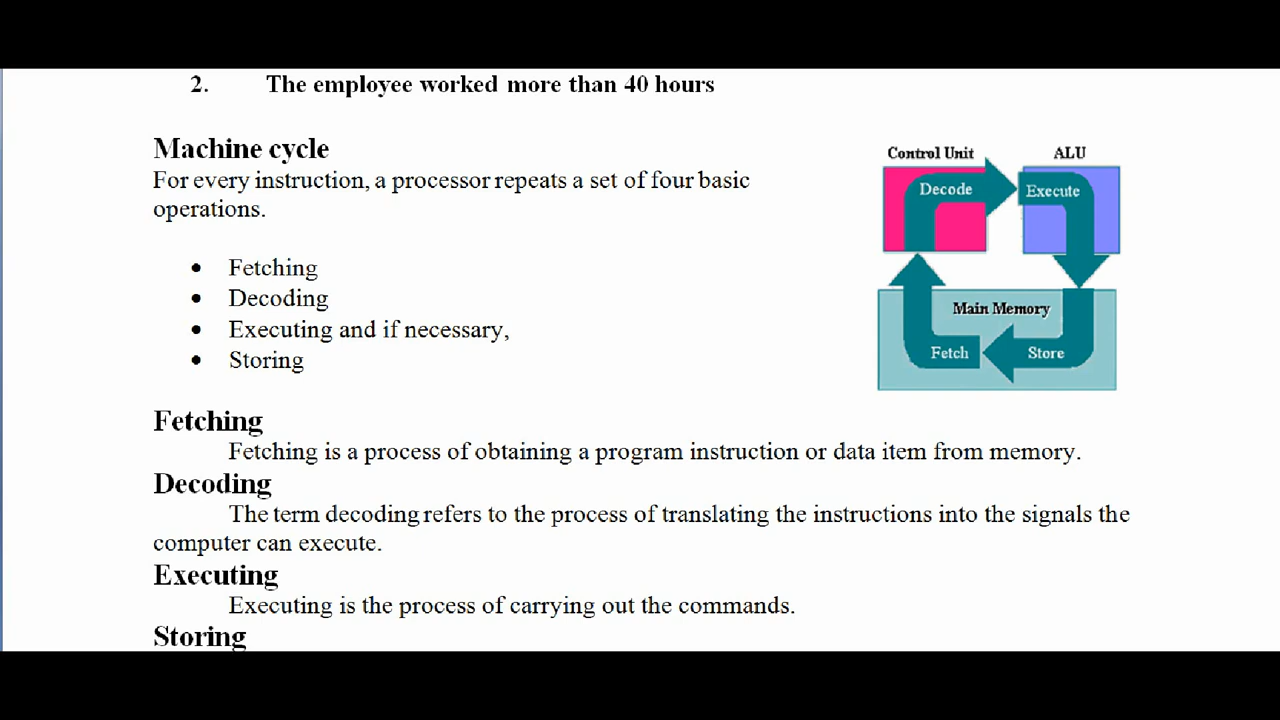 2. The employee worked more than 40 hours
Machine cycle
For every instruction, a processor repeats a set of four basic
operations.
• Fetching
• Decoding
• Executing and if necessary,
• Storing
Control Unit ALU
Decode Execute
Main Memory
Fetch Store
Fetching
Fetching is a process of obtaining a program instruction or data item from memory.
Decoding
The term decoding refers to the process of translating the instructions into the signals the
computer can execute.
Executing
Executing is the process of carrying out the commands.
Storing